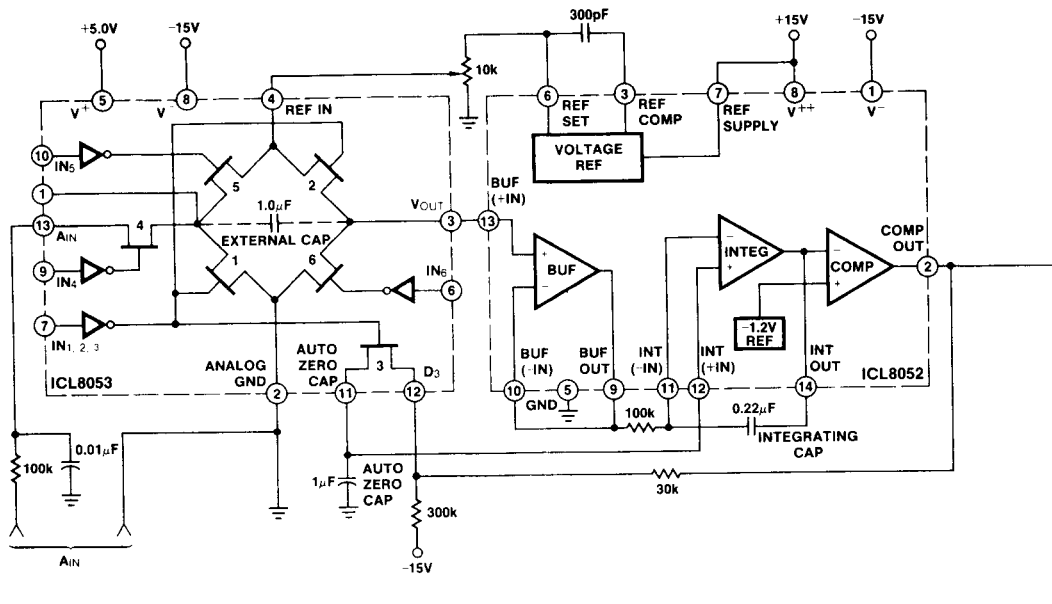 +5.0V
-15V
300pF
+15V
-15V
10k
5
V+
8
V-
4
REF IN
6
REF SET
3
REF COMP
7
REF SUPPLY
8
V++
1
V-
VOLTAGE REF
10
IN5
1
13
AIN
4
9
IN4
7
IN1, 2, 3
5
2
1.0µF
EXTERNAL CAP
1
6
VOUT
3
IN6
6
BUF (+IN)
13
+
BUF
-
-
INTEG
+
-
COMP
+
COMP OUT
2
-1.2V REF
ICL8053
ANALOG GND
2
AUTO ZERO CAP
11
3
D3
12
BUF (-IN)
10
5
GND
BUF OUT
9
INT (-IN)
11
INT (+IN)
12
INT OUT
14
ICL8052
100k
0.22µF
INTEGRATING CAP
100k
0.01µF
1µF
AUTO ZERO CAP
300k
30k
-15V
AIN